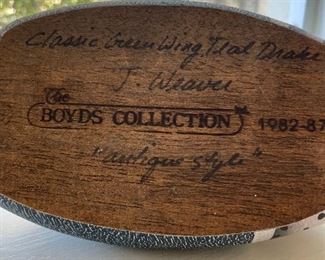 Classic Green Wing Teal Drake
J. Weaver
The
BOYDS COLLECTION 1982-87
"antique style"